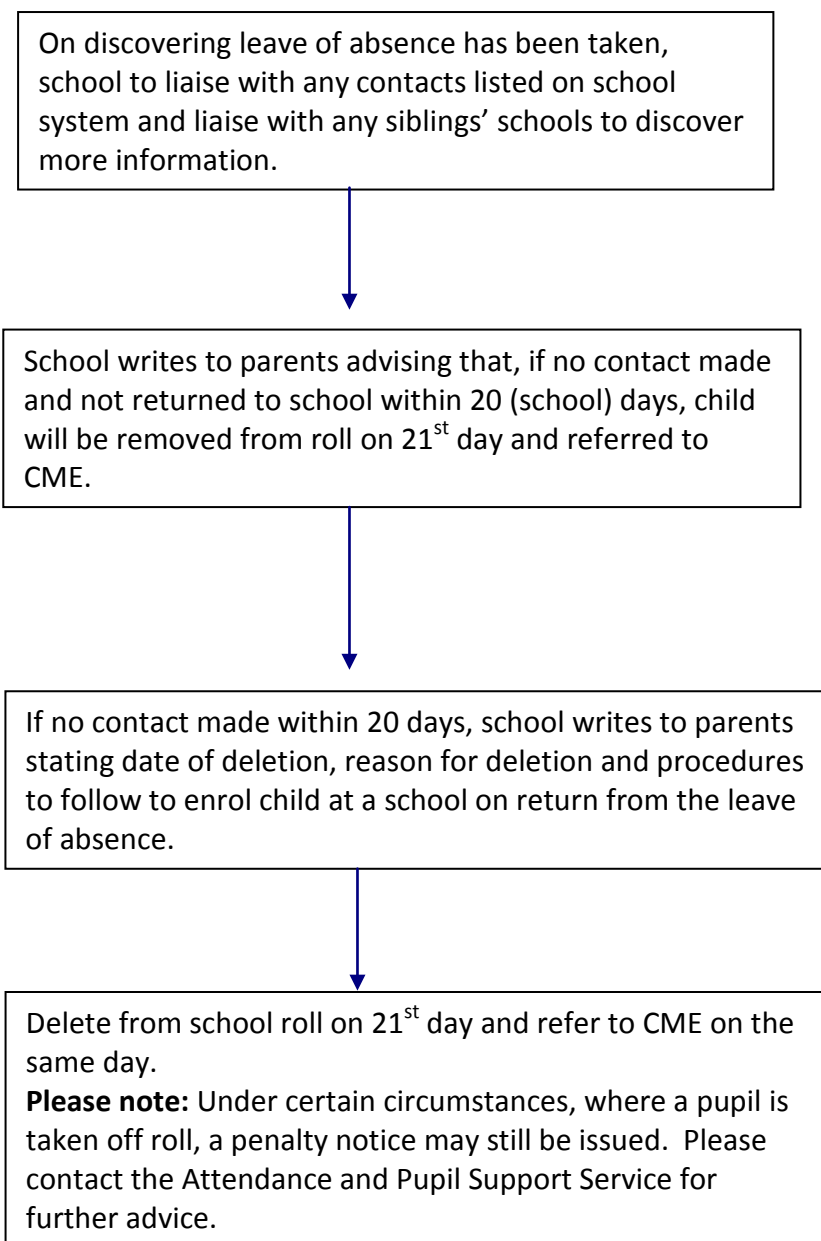 On discovering leave of absence has been taken,
school to liaise with any contacts listed on school
system and liaise with any siblings’ schools to discover
more information.
School writes to parents advising that, if no contact made
and not returned to school within 20 (school) days, child
will be removed from roll on 21st day and referred to
CME.
If no contact made within 20 days, school writes to parents
stating date of deletion, reason for deletion and procedures
to follow to enrol child at a school on return from the leave
of absence.
Delete from school roll on 21st day and refer to CME on the
same day.
Please note: Under certain circumstances, where a pupil is
taken off roll, a penalty notice may still be issued.  Please
contact the Attendance and Pupil Support Service for
further advice.